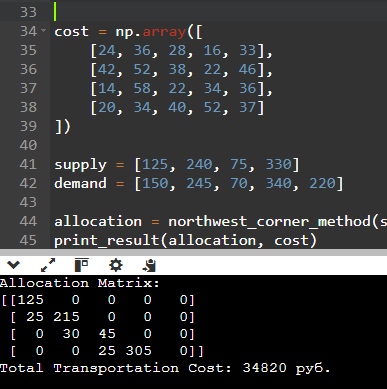 33
34 cost = np.array([
35     [24, 36, 28, 16, 33],
36     [42, 52, 38, 22, 46],
37     [14, 58, 22, 34, 36],
38     [20, 34, 40, 52, 37]
39 ])
40
41 supply = [125, 240, 75, 330]
42 demand = [150, 245, 70, 340, 220]
43
44 allocation = northwest_corner_method(s
45 print_result(allocation, cost)
Allocation Matrix:
[[125   0   0   0   0]
 [ 25 215   0   0   0]
 [  0  30  45   0   0]
 [  0   0  25 305   0]]
Total Transportation Cost: 34820 руб.